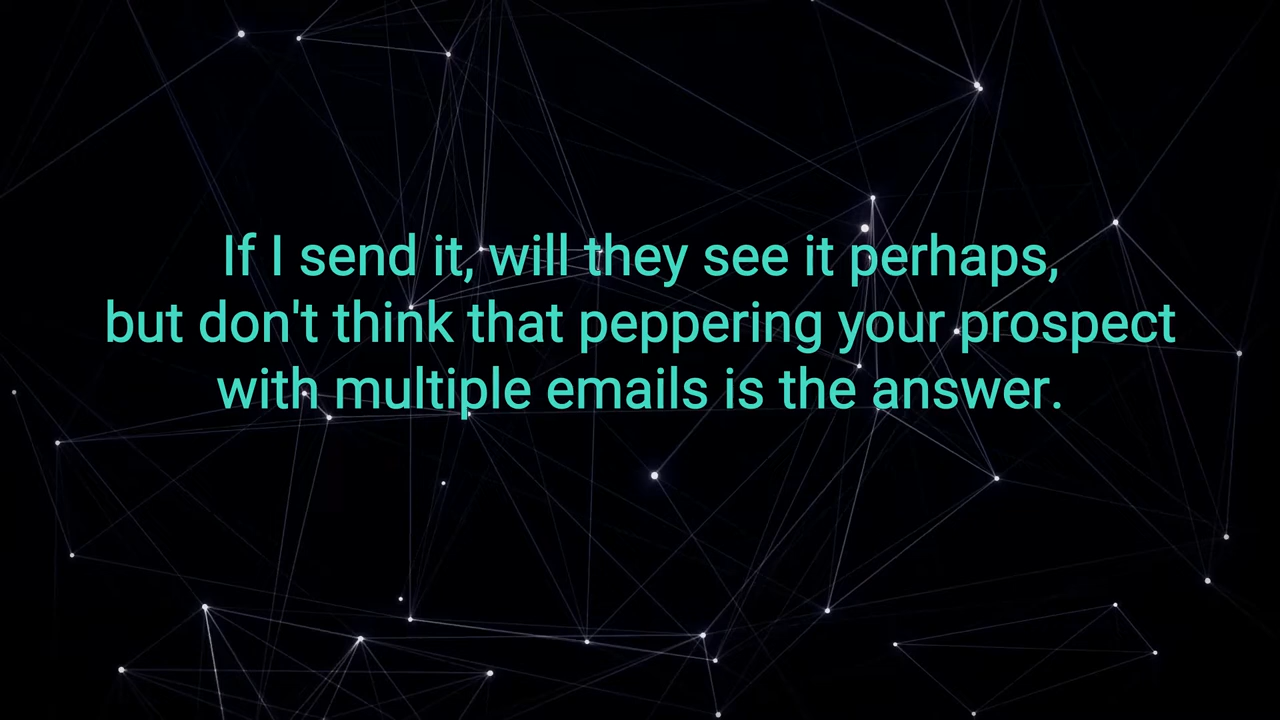 If I send it, will they see it perhaps,
but don't think that peppering your prospect
with multiple emails is the answer.